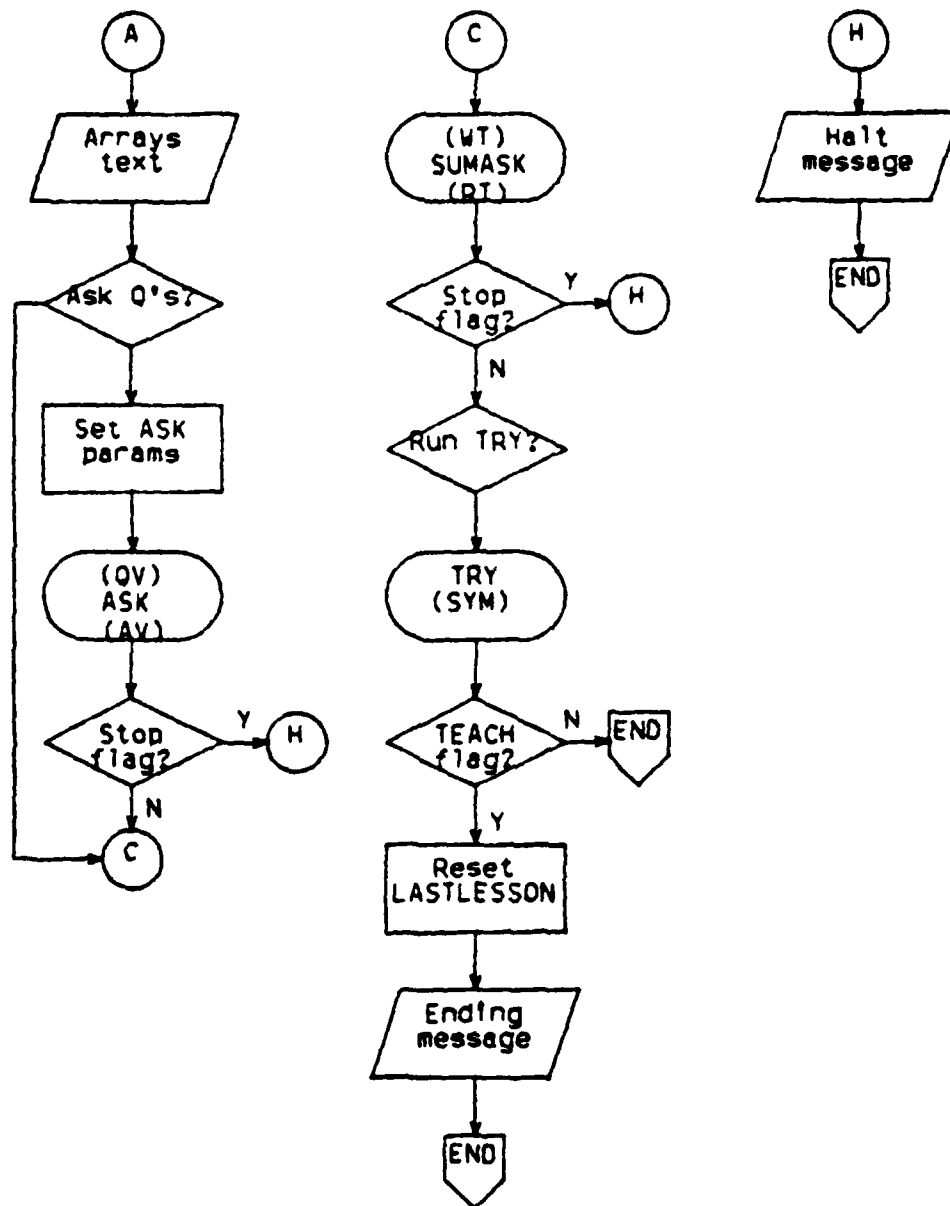 A
Arrays
text
Ask Q's?
Set ASK
params
(QV)
ASK
(AV)
Stop
flag?
Y
H
N
C
C
(WT)
SUMASK
(RT)
Stop
flag?
Y
H
N
Run TRY?
TRY
(SYM)
TEACH
flag?
N
END
Y
Reset
LASTLESSON
Ending
message
END
H
Halt
message
END